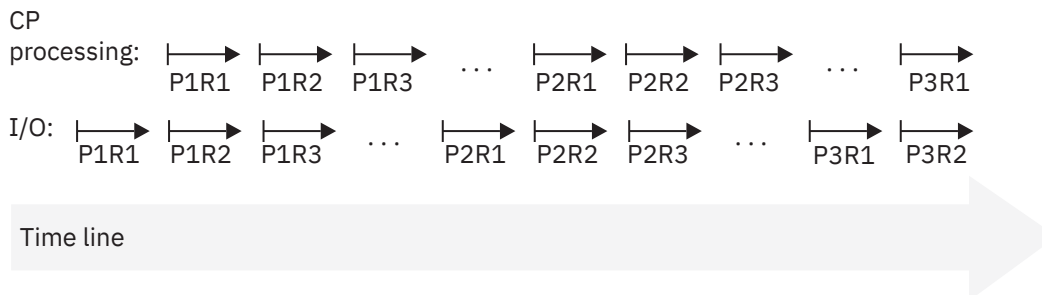 CP
processing:
P1R1 P1R2 P1R3 ... P2R1 P2R2 P2R3 ... P3R1
I/O:
P1R1 P1R2 P1R3 ... P2R1 P2R2 P2R3 ... P3R1 P3R2
Time line